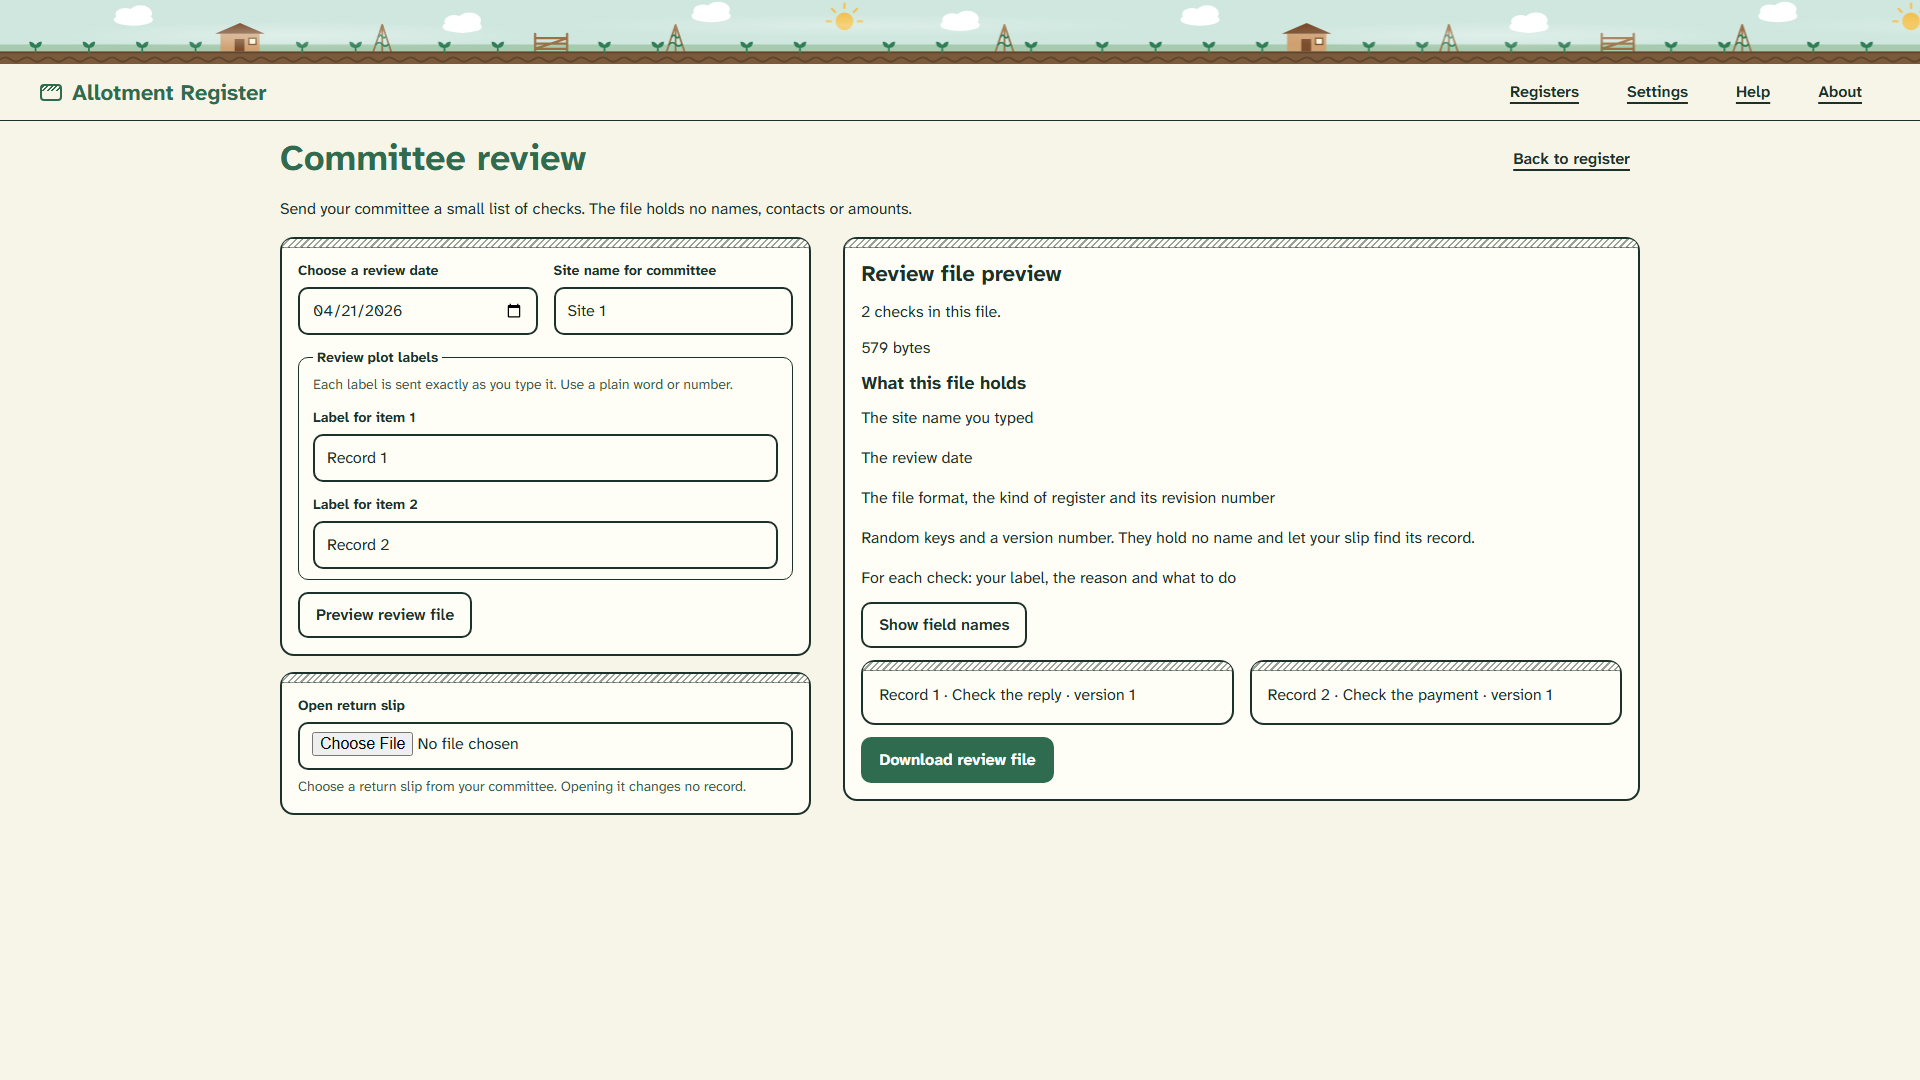 Allotment Register
Registers
Settings
Help
About
Committee review
Back to register
Send your committee a small list of checks. The file holds no names, contacts or amounts.
Choose a review date
Site name for committee
04/21/2026
Site 1
Review plot labels
Each label is sent exactly as you type it. Use a plain word or number.
Label for item 1
Record 1
Label for item 2
Record 2
Preview review file
Open return slip
Choose File No file chosen
Choose a return slip from your committee. Opening it changes no record.
Review file preview
2 checks in this file.
579 bytes
What this file holds
The site name you typed
The review date
The file format, the kind of register and its revision number
Random keys and a version number. They hold no name and let your slip find its record.
For each check: your label, the reason and what to do
Show field names
Record 1 · Check the reply · version 1
Record 2 · Check the payment · version 1
Download review file